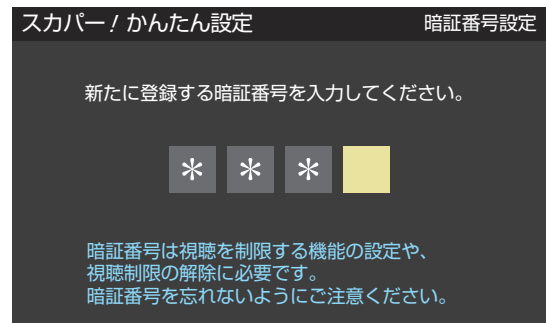 スカパー！かんたん設定
暗証番号設定
新たに登録する暗証番号を入力してください。
＊ ＊ ＊
暗証番号は視聴を制限する機能の設定や、
視聴制限の解除に必要です。
暗証番号を忘れないようにご注意ください。